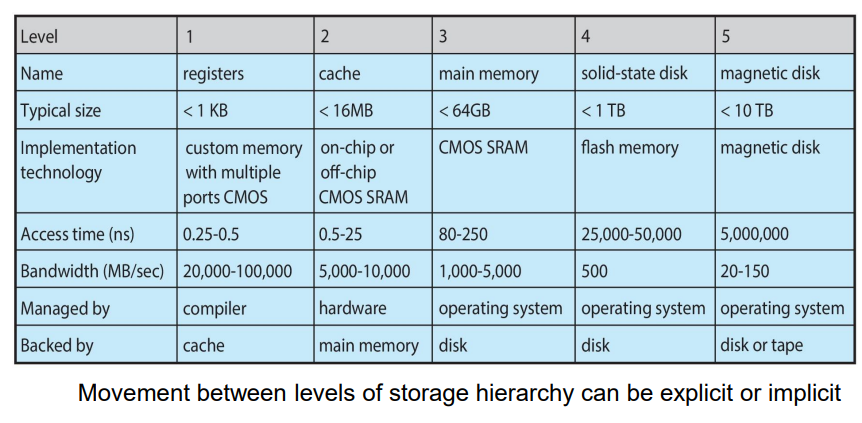 Level 1 2 3 4 5
Name registers cache main memory solid-state disk magnetic disk
Typical size < 1 KB < 16MB < 64GB < 1 TB < 10 TB
Implementation custom memory on-chip or CMOS SRAM flash memory magnetic disk
technology with multiple off-chip
ports CMOS CMOS SRAM
Access time (ns) 0.25-0.5 0.5-25 80-250 25,000-50,000 5,000,000
Bandwidth (MB/sec) 20,000-100,000 5,000-10,000 1,000-5,000 500 20-150
Managed by compiler hardware operating system operating system operating system
Backed by cache main memory disk disk disk or tape
Movement between levels of storage hierarchy can be explicit or implicit